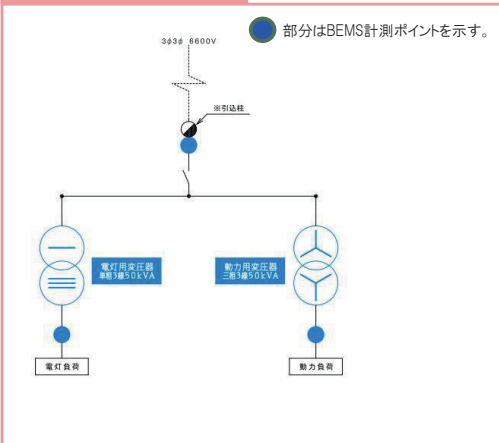 部分はBEMS計測ポイントを示す。
3φ3φ 6600V
※引込柱
電灯用変圧器
単相3線50kVA
動力用変圧器
三相3線50kVA
電灯負荷
動力負荷